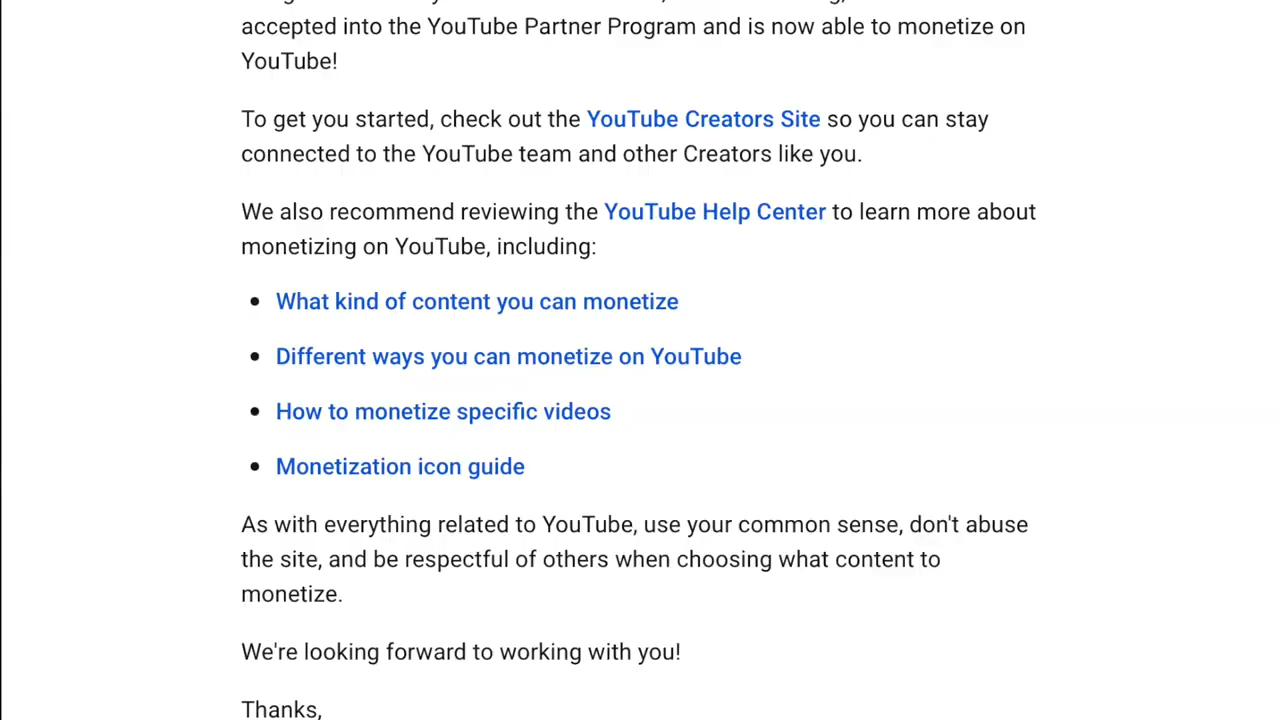 accepted into the YouTube Partner Program and is now able to monetize on
YouTube!
To get you started, check out the YouTube Creators Site so you can stay
connected to the YouTube team and other Creators like you.
We also recommend reviewing the YouTube Help Center to learn more about
monetizing on YouTube, including:
• What kind of content you can monetize
• Different ways you can monetize on YouTube
• How to monetize specific videos
• Monetization icon guide
As with everything related to YouTube, use your common sense, don't abuse
the site, and be respectful of others when choosing what content to
monetize.
We're looking forward to working with you!
Thanks,